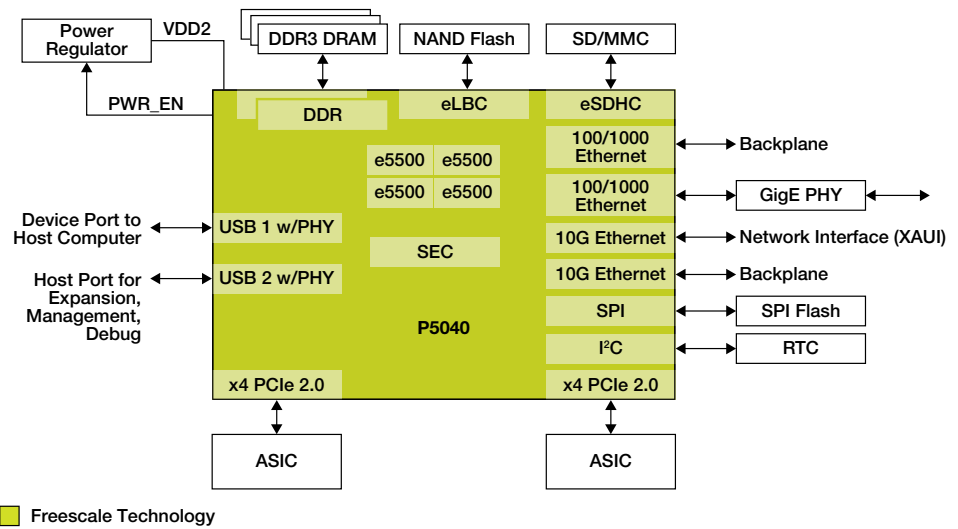 Power
Regulator
VDD2
PWR_EN
DDR3 DRAM
NAND Flash
SD/MMC
DDR
eLBC
eSDHC
100/1000
Ethernet
Backplane
e5500
e5500
e5500
e5500
100/1000
Ethernet
GigE PHY
Device Port to
Host Computer
USB 1 w/PHY
SEC
10G Ethernet
Network Interface (XAUI)
Host Port for
Expansion,
Management,
Debug
USB 2 w/PHY
10G Ethernet
Backplane
P5040
SPI
SPI Flash
I²C
RTC
x4 PCIe 2.0
x4 PCIe 2.0
ASIC
ASIC
Freescale Technology